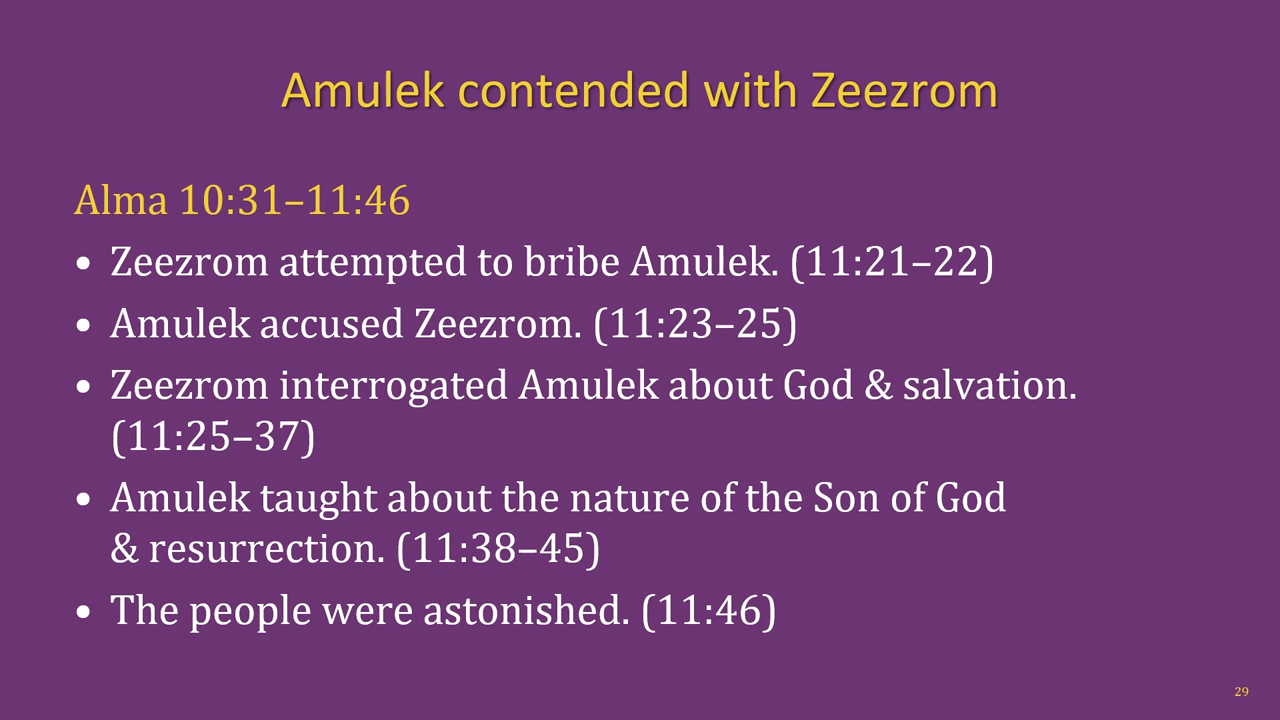 Amulek contended with Zeezrom
Alma 10:31–11:46
• Zeezrom attempted to bribe Amulek. (11:21–22)
• Amulek accused Zeezrom. (11:23–25)
• Zeezrom interrogated Amulek about God & salvation.
(11:25–37)
• Amulek taught about the nature of the Son of God
& resurrection. (11:38–45)
• The people were astonished. (11:46)
29